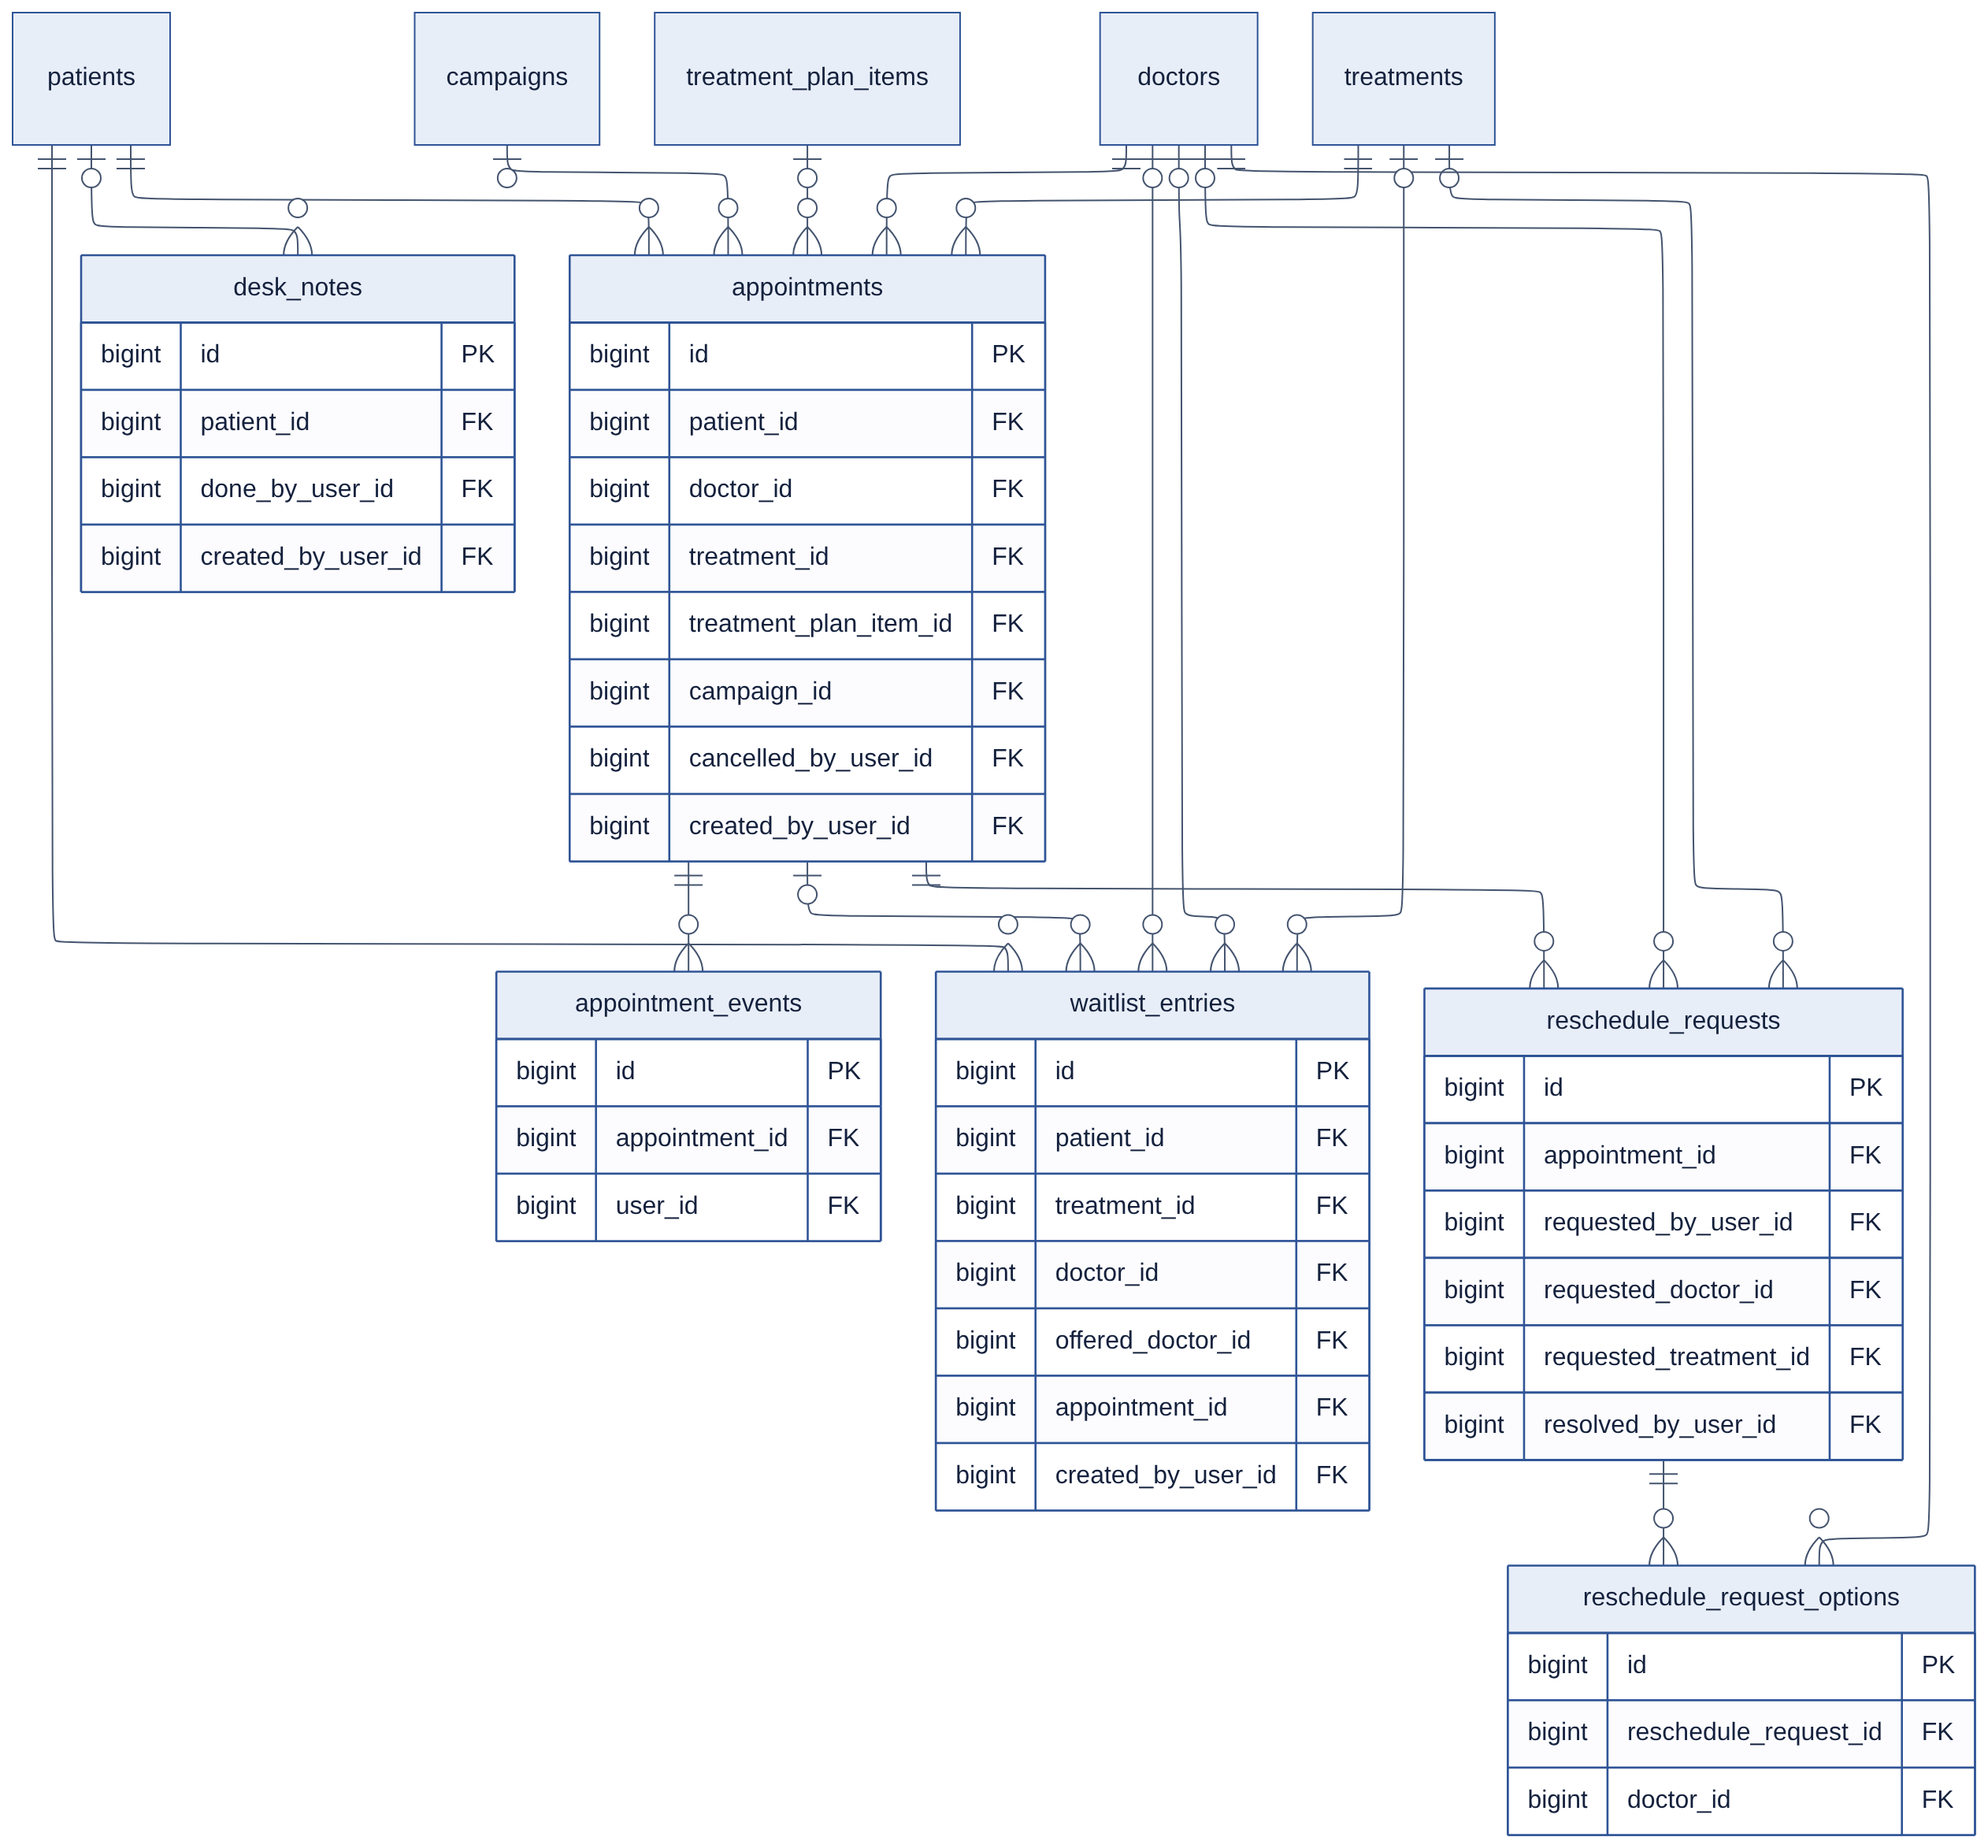 patients
campaigns
treatment_plan_items
doctors
treatments
desk_notes
bigint id PK
bigint patient_id FK
bigint done_by_user_id FK
bigint created_by_user_id FK
appointments
bigint id PK
bigint patient_id FK
bigint doctor_id FK
bigint treatment_id FK
bigint treatment_plan_item_id FK
bigint campaign_id FK
bigint cancelled_by_user_id FK
bigint created_by_user_id FK
appointment_events
bigint id PK
bigint appointment_id FK
bigint user_id FK
waitlist_entries
bigint id PK
bigint patient_id FK
bigint treatment_id FK
bigint doctor_id FK
bigint offered_doctor_id FK
bigint appointment_id FK
bigint created_by_user_id FK
reschedule_requests
bigint id PK
bigint appointment_id FK
bigint requested_by_user_id FK
bigint requested_doctor_id FK
bigint requested_treatment_id FK
bigint resolved_by_user_id FK
reschedule_request_options
bigint id PK
bigint reschedule_request_id FK
bigint doctor_id FK